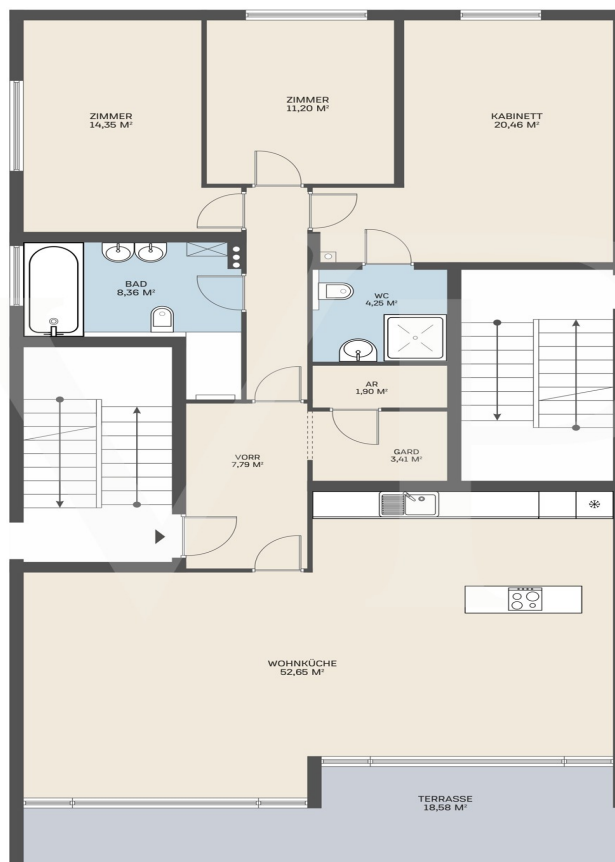 ZIMMER
14,35 M²
ZIMMER
11,20 M²
KABINETT
20,46 M²
BAD
8,36 M²
WC
4,25 M²
AR
1,90 M²
GARD
3,41 M²
VORR
7,79 M²
WOHNKÜCHE
52,65 M²
TERRASSE
18,58 M²